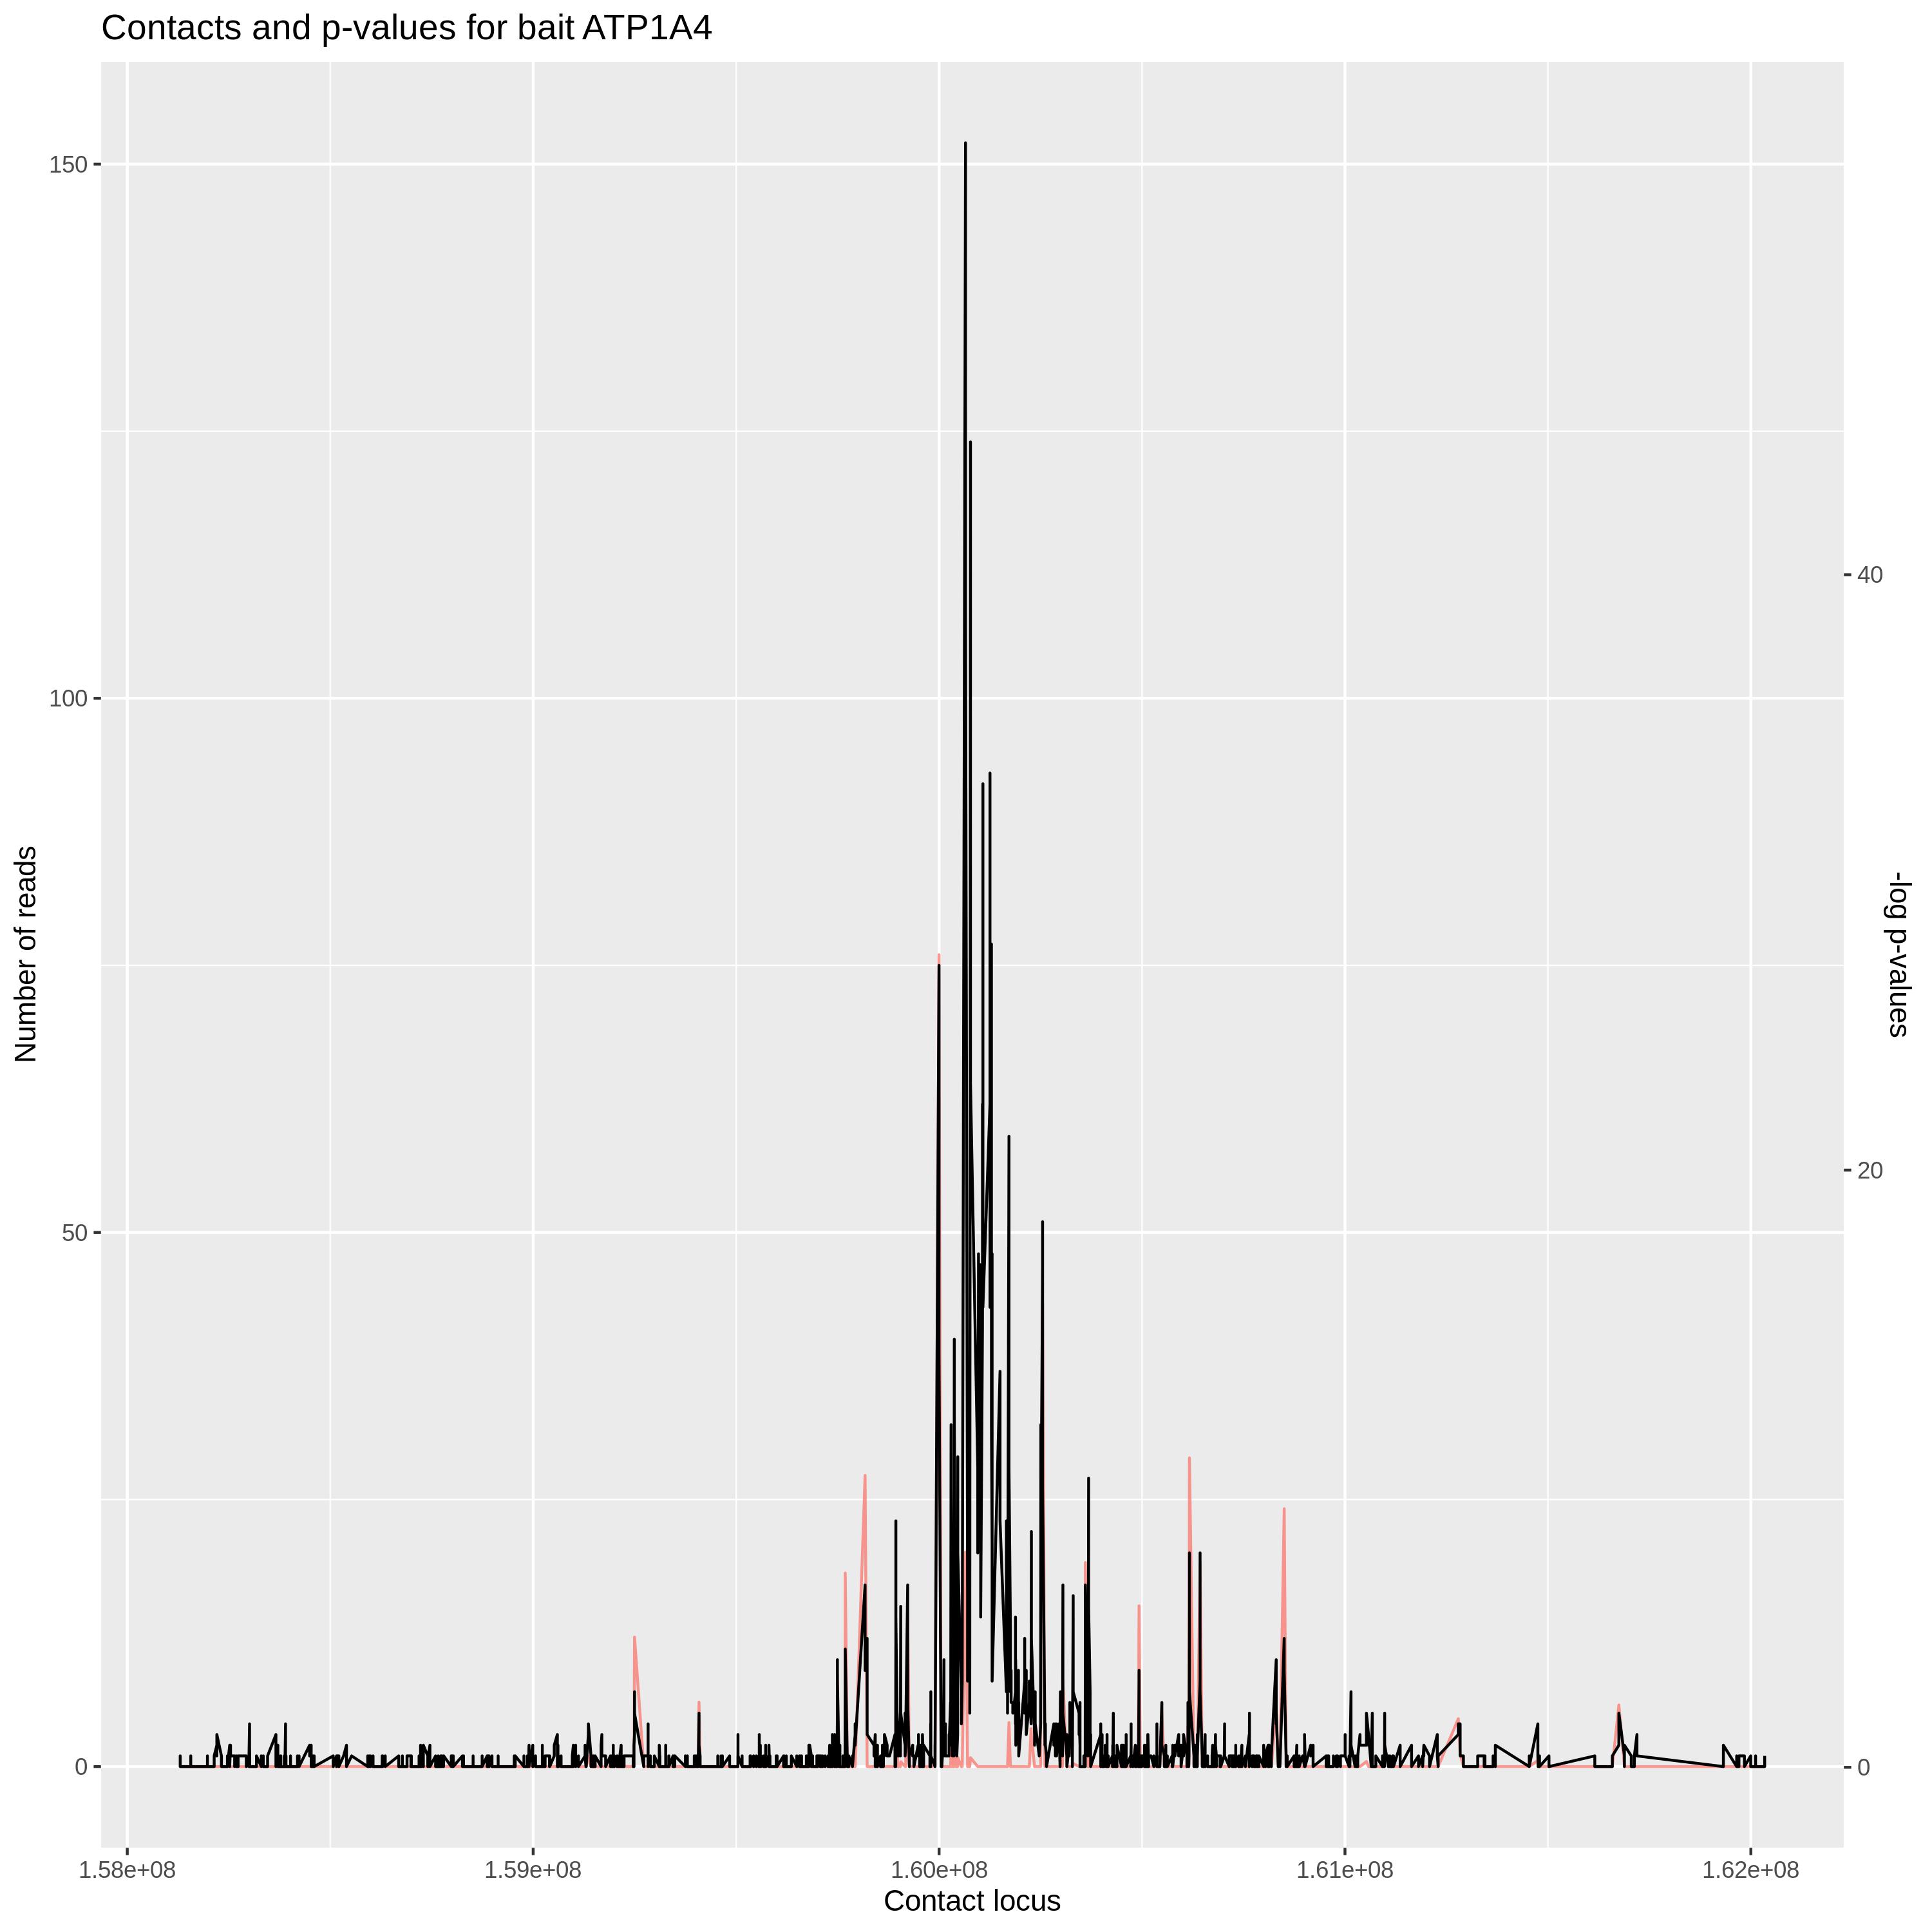 Contacts and p-values for bait ATP1A4
150
100
50
0
Number of reads
40
20
0
-log p-values
1.58e+08
1.59e+08
1.60e+08
1.61e+08
1.62e+08
Contact locus